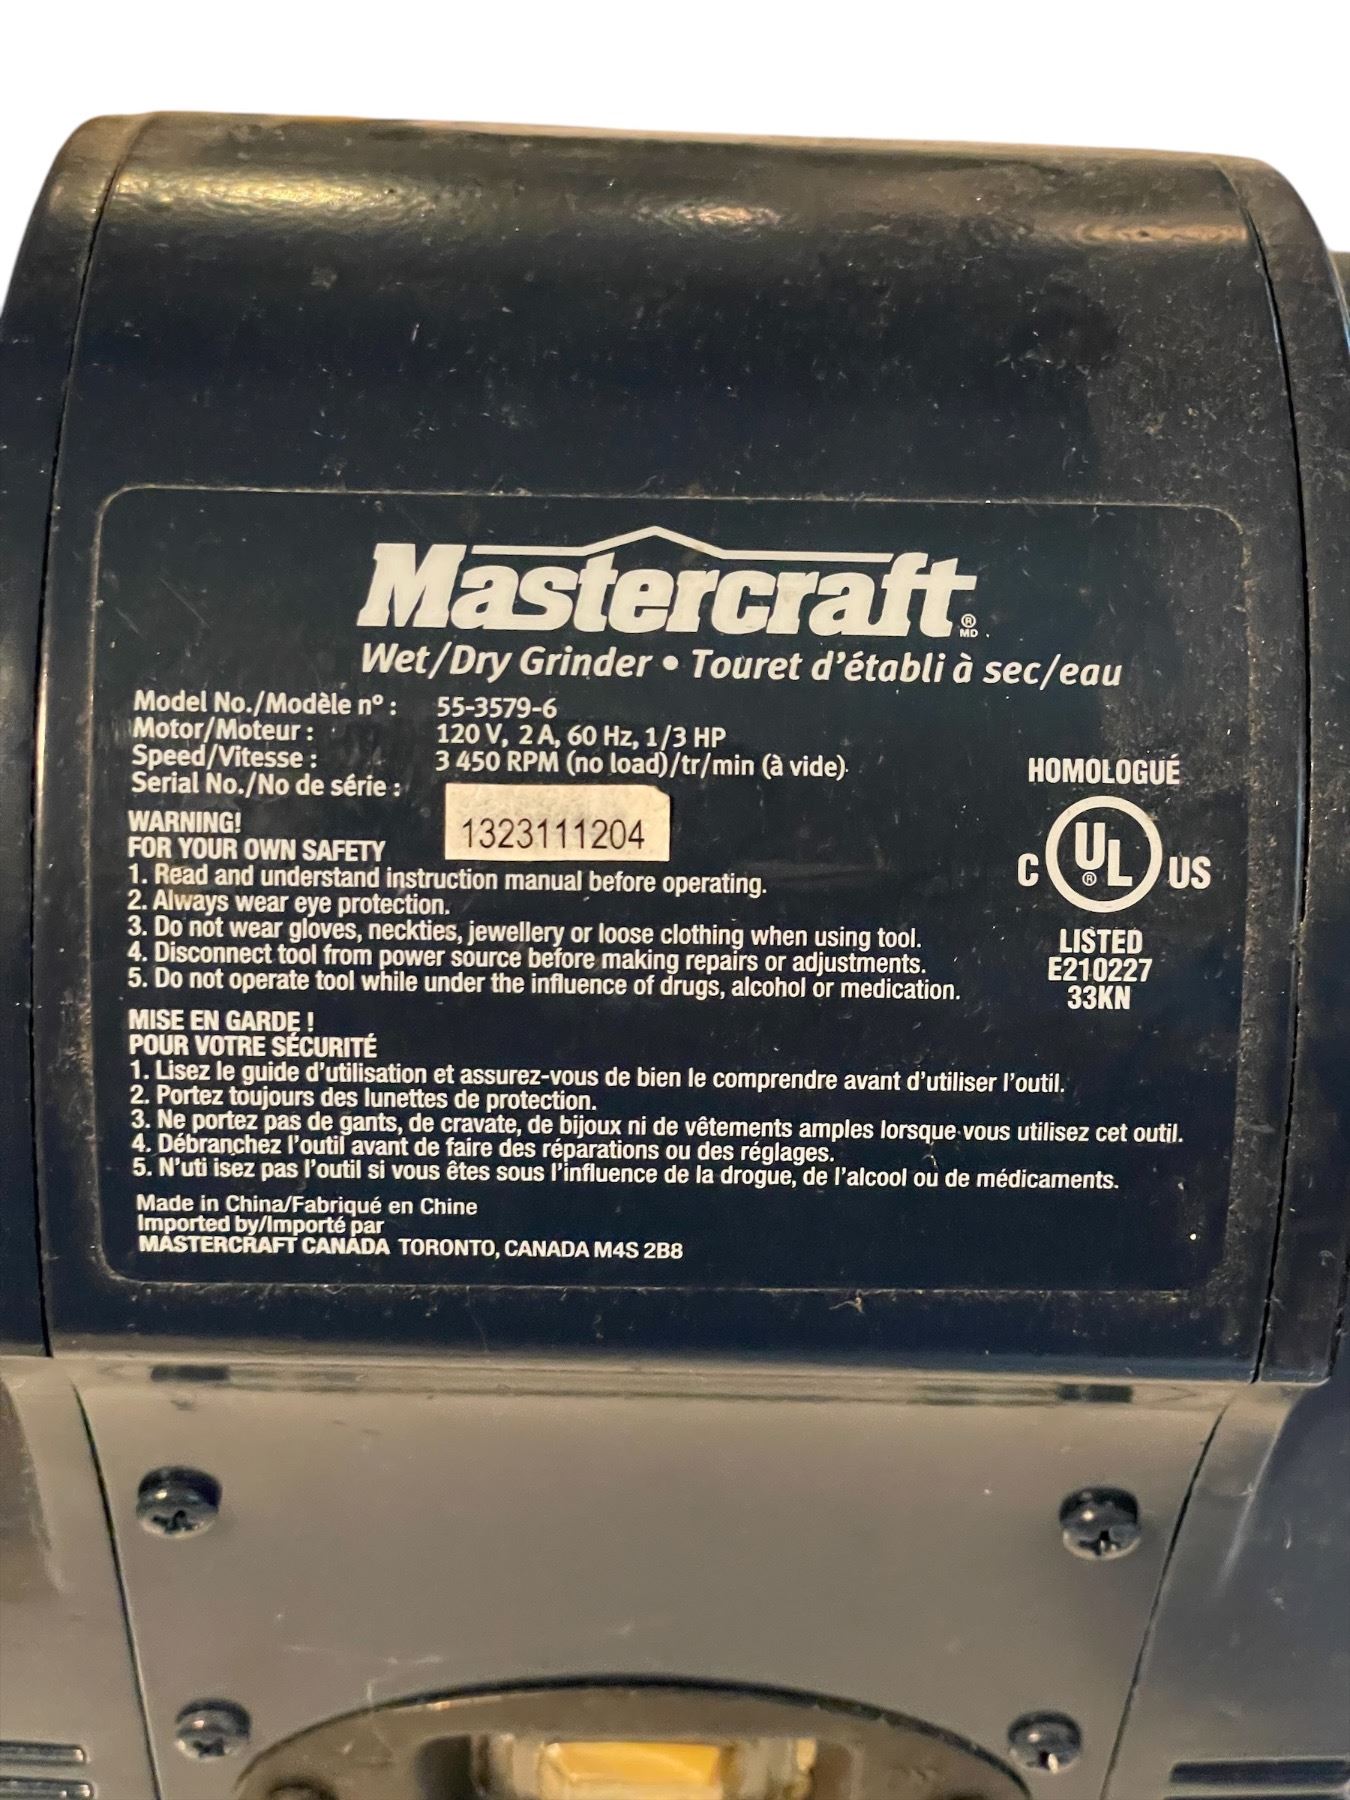 Mastercraft®
MD
Wet/Dry Grinder • Touret d'établi à sec/eau
Model No./Modèle nº : 55-3579-6
Motor/Moteur : 120 V, 2 A, 60 Hz, 1/3 HP
Speed/Vitesse : 3 450 RPM (no load)/tr/min (à vide)
Serial No./No de série : 1323111204
WARNING!
FOR YOUR OWN SAFETY
1. Read and understand instruction manual before operating.
2. Always wear eye protection.
3. Do not wear gloves, neckties, jewellery or loose clothing when using tool.
4. Disconnect tool from power source before making repairs or adjustments.
5. Do not operate tool while under the influence of drugs, alcohol or medication.
HOMOLOGUÉ
C UL® US
LISTED
E210227
33KN
MISE EN GARDE !
POUR VOTRE SÉCURITÉ
1. Lisez le guide d'utilisation et assurez-vous de bien le comprendre avant d'utiliser l'outil.
2. Portez toujours des lunettes de protection.
3. Ne portez pas de gants, de cravate, de bijoux ni de vêtements amples lorsque vous utilisez cet outil.
4. Débranchez l'outil avant de faire des réparations ou des réglages.
5. N'uti isez pas l'outil si vous êtes sous l'influence de la drogue, de l'alcool ou de médicaments.
Made in China/Fabriqué en Chine
Imported by/Importé par
MASTERCRAFT CANADA TORONTO, CANADA M4S 2B8